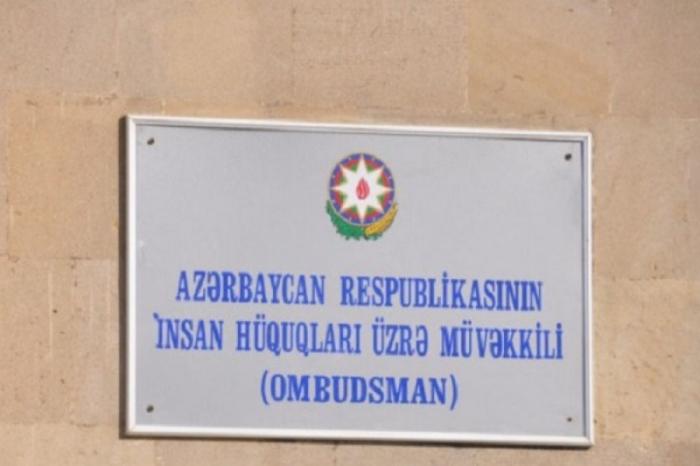 AZƏRBAYCAN RESPUBLİKASININ
İNSAN HÜQUQLARI ÜZRƏ MÜVƏKKİLİ
(OMBUDSMAN)